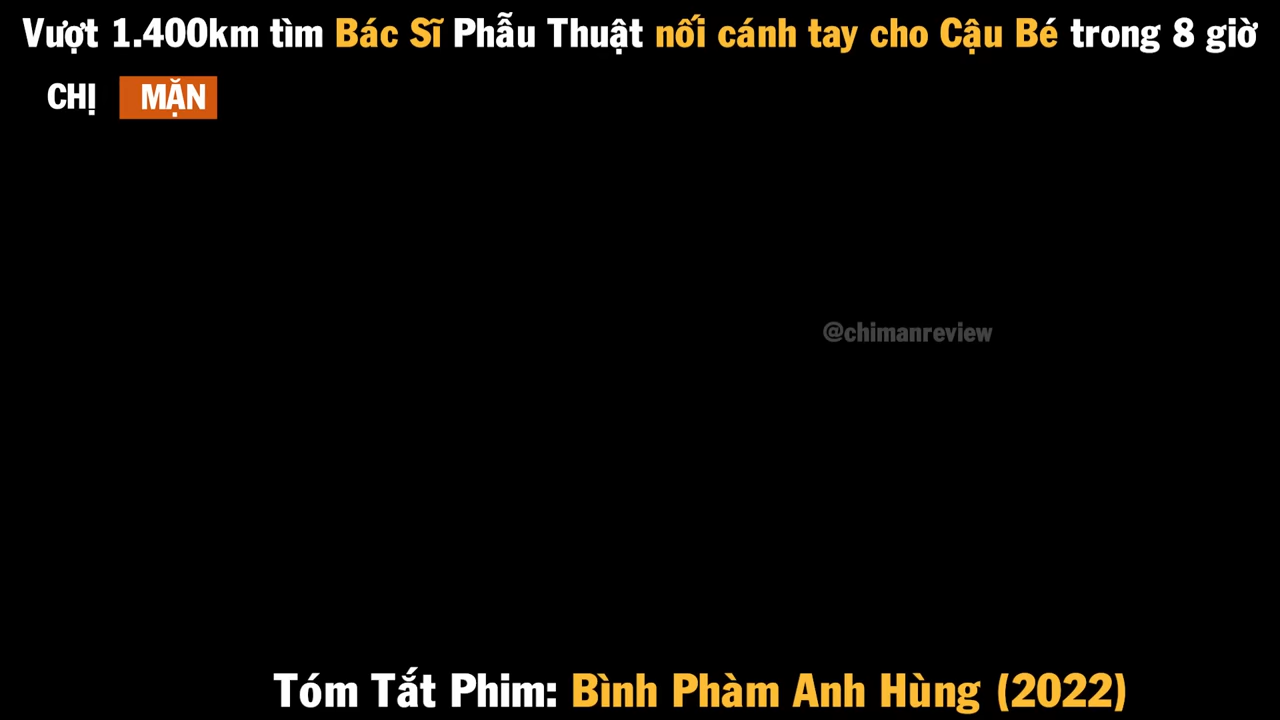 Vượt 1.400km tìm Bác Sĩ Phẫu Thuật nối cánh tay cho Cậu Bé trong 8 giờ
CHỊ MẶN
@chimanreview
Tóm Tắt Phim: Bình Phàm Anh Hùng (2022)